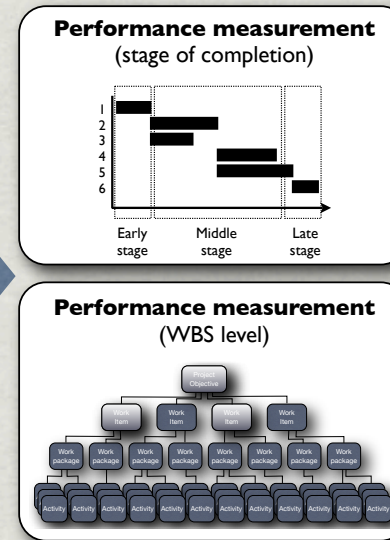 Performance measurement
(stage of completion)
1
2
3
4
5
6
Early
stage
Middle
stage
Late
stage
Performance measurement
(WBS level)
Project
Objective
Work
Item
Work
Item
Work
Item
Work
Item
Work
package
Work
package
Work
package
Work
package
Work
package
Work
package
Work
package
Work
package
Activity
Activity
Activity
Activity
Activity
Activity
Activity
Activity
Activity
Activity
Activity
Activity